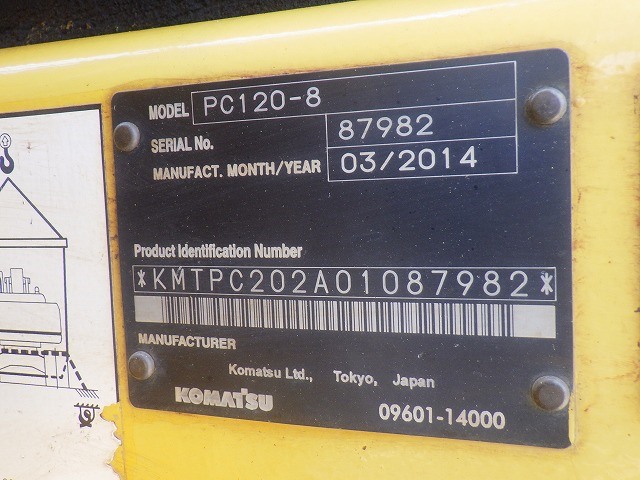 MODEL PC120-8
SERIAL No. 87982
MANUFACT. MONTH/YEAR 03/2014
Product Identification Number
*KMTPC202A01087982*
MANUFACTURER
Komatsu Ltd., Tokyo, Japan
KOMATSU
09601-14000